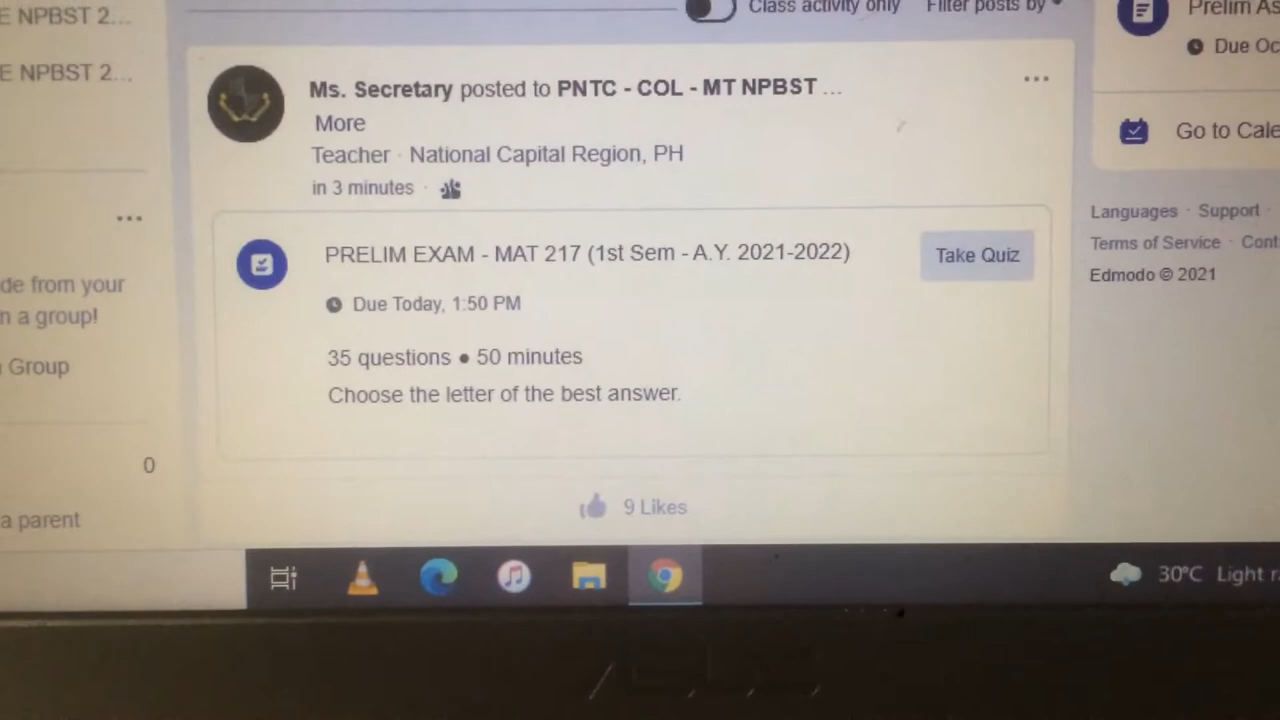 E NPBST 2...
E NPBST 2...
de from your
n a group!
Group
0
a parent
Class activity only
Filter posts by
Ms. Secretary posted to PNTC - COL - MT NPBST ...
More
Teacher · National Capital Region, PH
in 3 minutes ·
PRELIM EXAM - MAT 217 (1st Sem - A.Y. 2021-2022)
Take Quiz
Due Today, 1:50 PM
35 questions • 50 minutes
Choose the letter of the best answer.
9 Likes
Prelim As
Due Oc
Go to Cale
Languages · Support ·
Terms of Service · Cont
Edmodo © 2021
30°C Light r